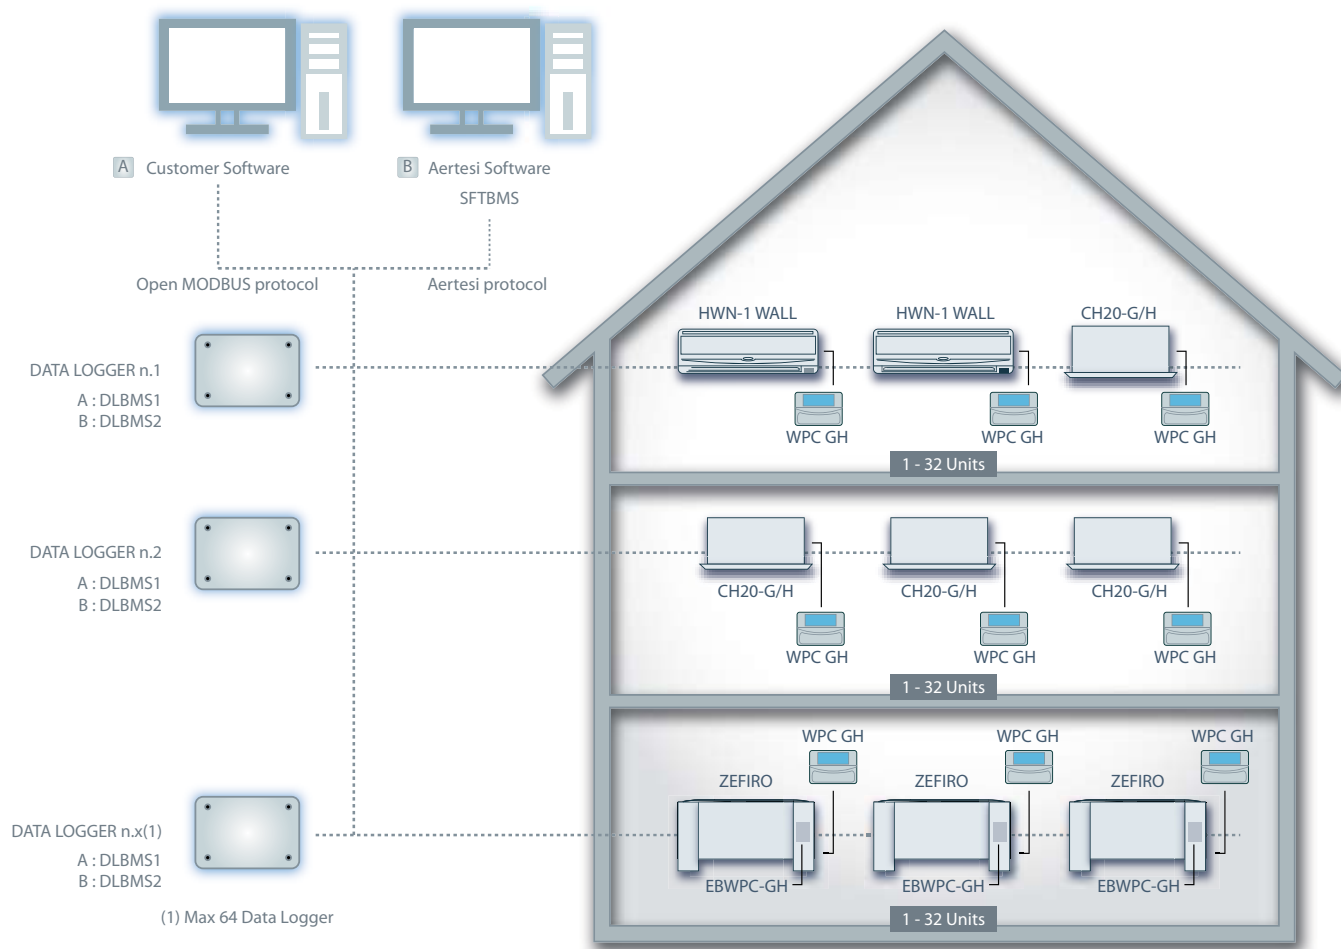 A Customer Software
B Aertesi Software
SFTBMS
Open MODBUS protocol
Aertesi protocol
DATA LOGGER n.1
A : DLBMS1
B : DLBMS2
HWN-1 WALL
HWN-1 WALL
CH20-G/H
WPC GH
WPC GH
WPC GH
1 - 32 Units
DATA LOGGER n.2
A : DLBMS1
B : DLBMS2
CH20-G/H
CH20-G/H
CH20-G/H
WPC GH
WPC GH
WPC GH
1 - 32 Units
WPC GH
WPC GH
WPC GH
ZEFIRO
ZEFIRO
ZEFIRO
DATA LOGGER n.x(1)
A : DLBMS1
B : DLBMS2
EBWPC-GH
EBWPC-GH
EBWPC-GH
1 - 32 Units
(1) Max 64 Data Logger